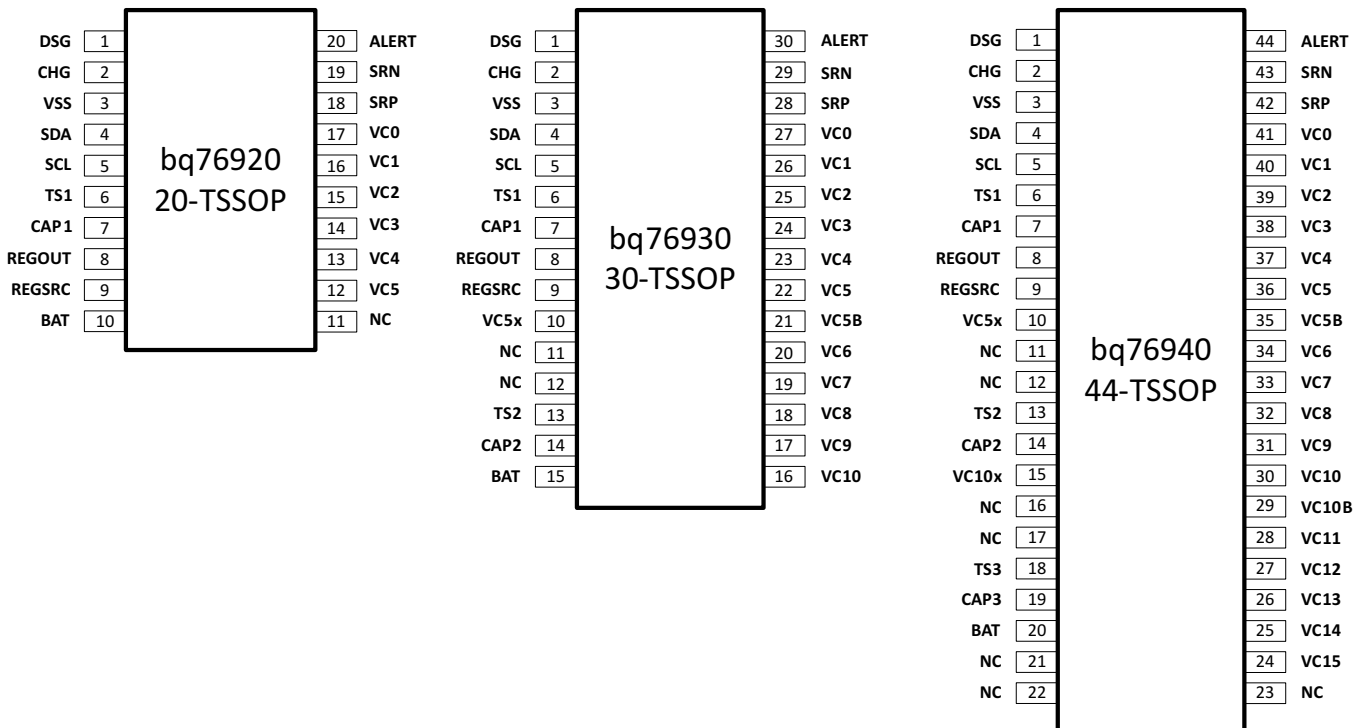 DSG 1 20 ALERT
CHG 2 19 SRN
VSS 3 18 SRP
SDA 4 17 VC0
SCL 5 16 VC1
TS1 6 15 VC2
CAP1 7 14 VC3
REGOUT 8 13 VC4
REGSRC 9 12 VC5
BAT 10 11 NC
bq76920
20-TSSOP
DSG 1 30 ALERT
CHG 2 29 SRN
VSS 3 28 SRP
SDA 4 27 VC0
SCL 5 26 VC1
TS1 6 25 VC2
CAP1 7 24 VC3
REGOUT 8 23 VC4
REGSRC 9 22 VC5
VC5x 10 21 VC5B
NC 11 20 VC6
NC 12 19 VC7
TS2 13 18 VC8
CAP2 14 17 VC9
BAT 15 16 VC10
bq76930
30-TSSOP
DSG 1 44 ALERT
CHG 2 43 SRN
VSS 3 42 SRP
SDA 4 41 VC0
SCL 5 40 VC1
TS1 6 39 VC2
CAP1 7 38 VC3
REGOUT 8 37 VC4
REGSRC 9 36 VC5
VC5x 10 35 VC5B
NC 11 34 VC6
NC 12 33 VC7
TS2 13 32 VC8
CAP2 14 31 VC9
VC10x 15 30 VC10
NC 16 29 VC10B
NC 17 28 VC11
TS3 18 27 VC12
CAP3 19 26 VC13
BAT 20 25 VC14
NC 21 24 VC15
NC 22 23 NC
bq76940
44-TSSOP